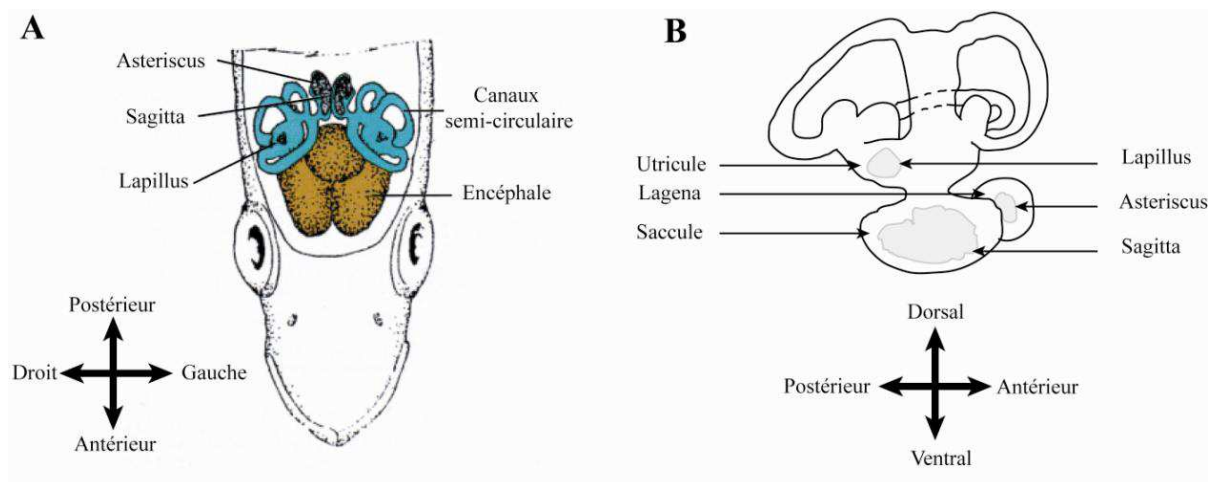 A
Asteriscus
Sagitta
Lapillus
Canaux
semi-circulaire
Encéphale
Postérieur
Droit
Gauche
Antérieur
B
Utricule
Lagena
Saccule
Lapillus
Asteriscus
Sagitta
Dorsal
Postérieur
Antérieur
Ventral